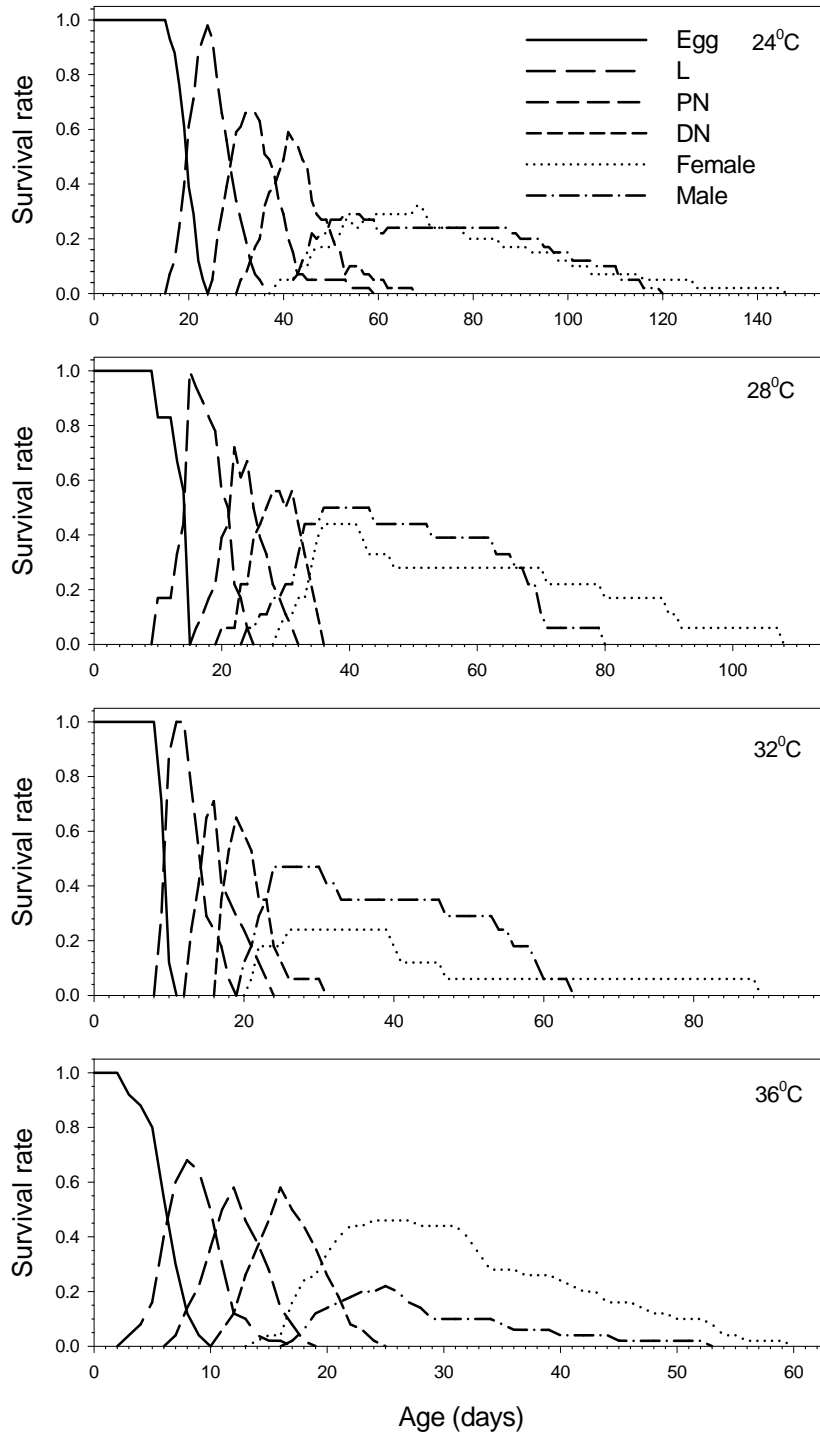 Egg 24⁰C
L
PN
DN
Female
Male
Survival rate
1.0
0.8
0.6
0.4
0.2
0.0
0 20 40 60 80 100 120 140
28⁰C
Survival rate
1.0
0.8
0.6
0.4
0.2
0.0
0 20 40 60 80 100
32⁰C
Survival rate
1.0
0.8
0.6
0.4
0.2
0.0
0 20 40 60 80
36⁰C
Survival rate
1.0
0.8
0.6
0.4
0.2
0.0
0 10 20 30 40 50 60
Age (days)